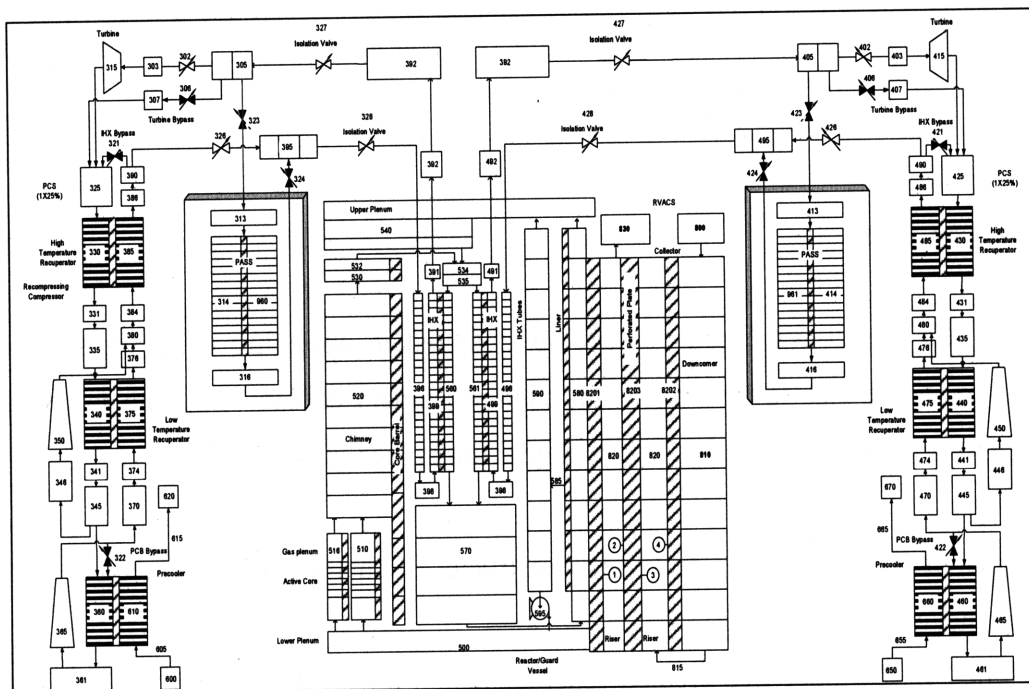 327
427
Turbine
Isolation Valve
Isolation Valve
Turbine
315
303
302
305
392
392
405
402
403
415
307
306
406
407
Turbine Bypass
Turbine Bypass
323
328
428
423
IHX Bypass
321
326
Isolation Valve
Isolation Valve
426
IHX Bypass
421
395
495
390
392
492
490
325
324
424
425
PCS
(1X25%)
386
486
PCS
(1X25%)
313
Upper Plenum
RVACS
413
540
830
800
High
Temperature
Recuperator
330
385
485
430
High
Temperature
Recuperator
Collector
PASS
532
530
391
534
535
491
PASS
Recompressing
Compressor
314
960
IHX
IHX
IHX Tubes
Liner
Perforated Plate
961
414
331
384
484
431
335
380
480
435
376
476
316
416
Downcomer
520
396
399
560
561
499
498
590
580
8201
8203
8202
340
375
475
440
Low
Temperature
Recuperator
Low
Temperature
Recuperator
350
450
Chimney
Core Barrel
820
820
810
341
374
474
441
346
446
620
670
398
398
585
345
370
470
445
615
665
516
510
570
Gas plenum
2
4
PCB Bypass
322
PCB Bypass
422
Precooler
Precooler
Active Core
1
3
360
610
660
460
365
465
595
605
655
Lower Plenum
500
Riser
Riser
Reactor/Guard
Vessel
815
361
600
650
461